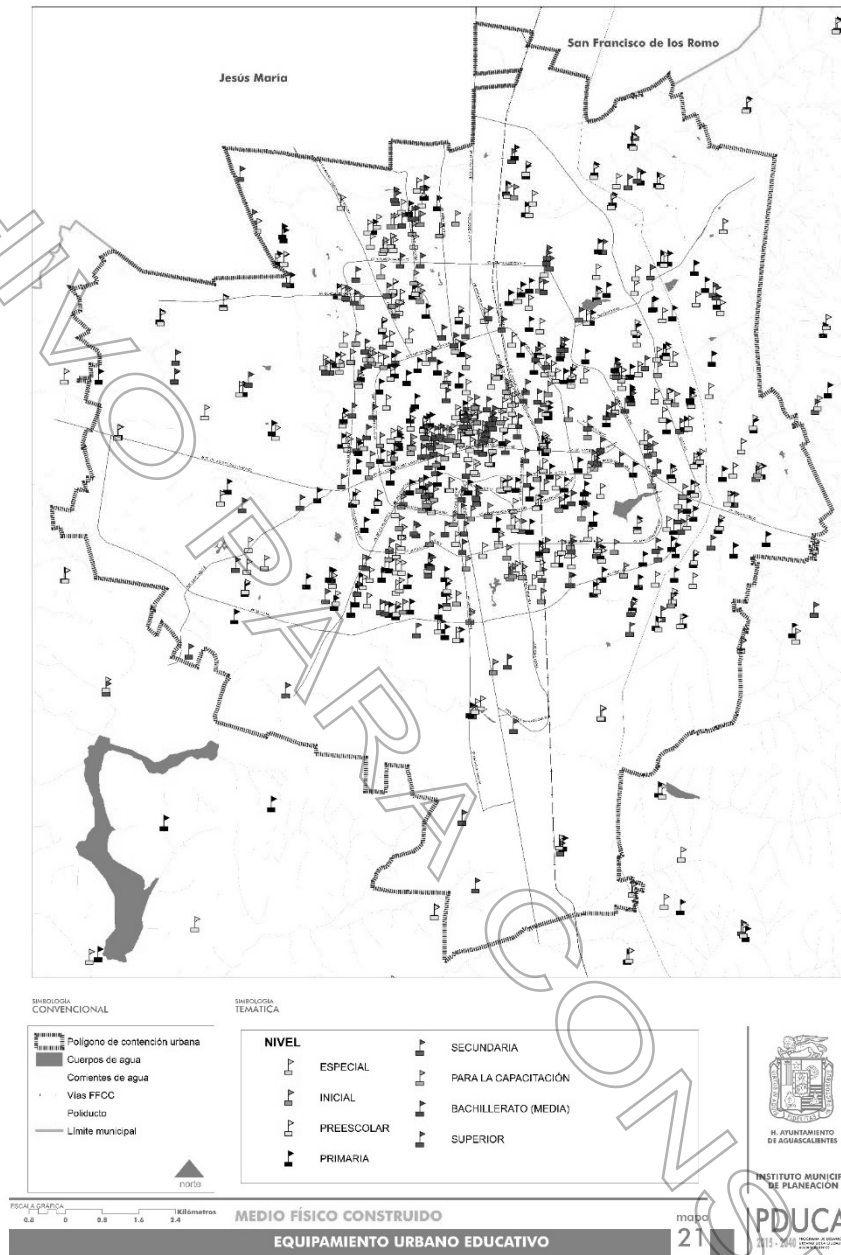 San Francisco de los Romo
Jesús María
SIMBOLOGÍA
CONVENCIONAL
Polígono de contención urbana
Cuerpos de agua
Corrientes de agua
Vías FFCC
Poliducto
Límite municipal
norte
SIMBOLOGÍA
TEMÁTICA
NIVEL
ESPECIAL
INICIAL
PREESCOLAR
PRIMARIA
SECUNDARIA
PARA LA CAPACITACIÓN
BACHILLERATO (MEDIA)
SUPERIOR
H. AYUNTAMIENTO
DE AGUASCALIENTES
INSTITUTO MUNICIP
DE PLANEACIÓN
ESCALA GRÁFICA
0.8 0 0.8 1.6 2.4 Kilómetros
MEDIO FÍSICO CONSTRUIDO
EQUIPAMIENTO URBANO EDUCATIVO
mapa
21
PDUCA
2015 - 2040
HIVO PARA CONS